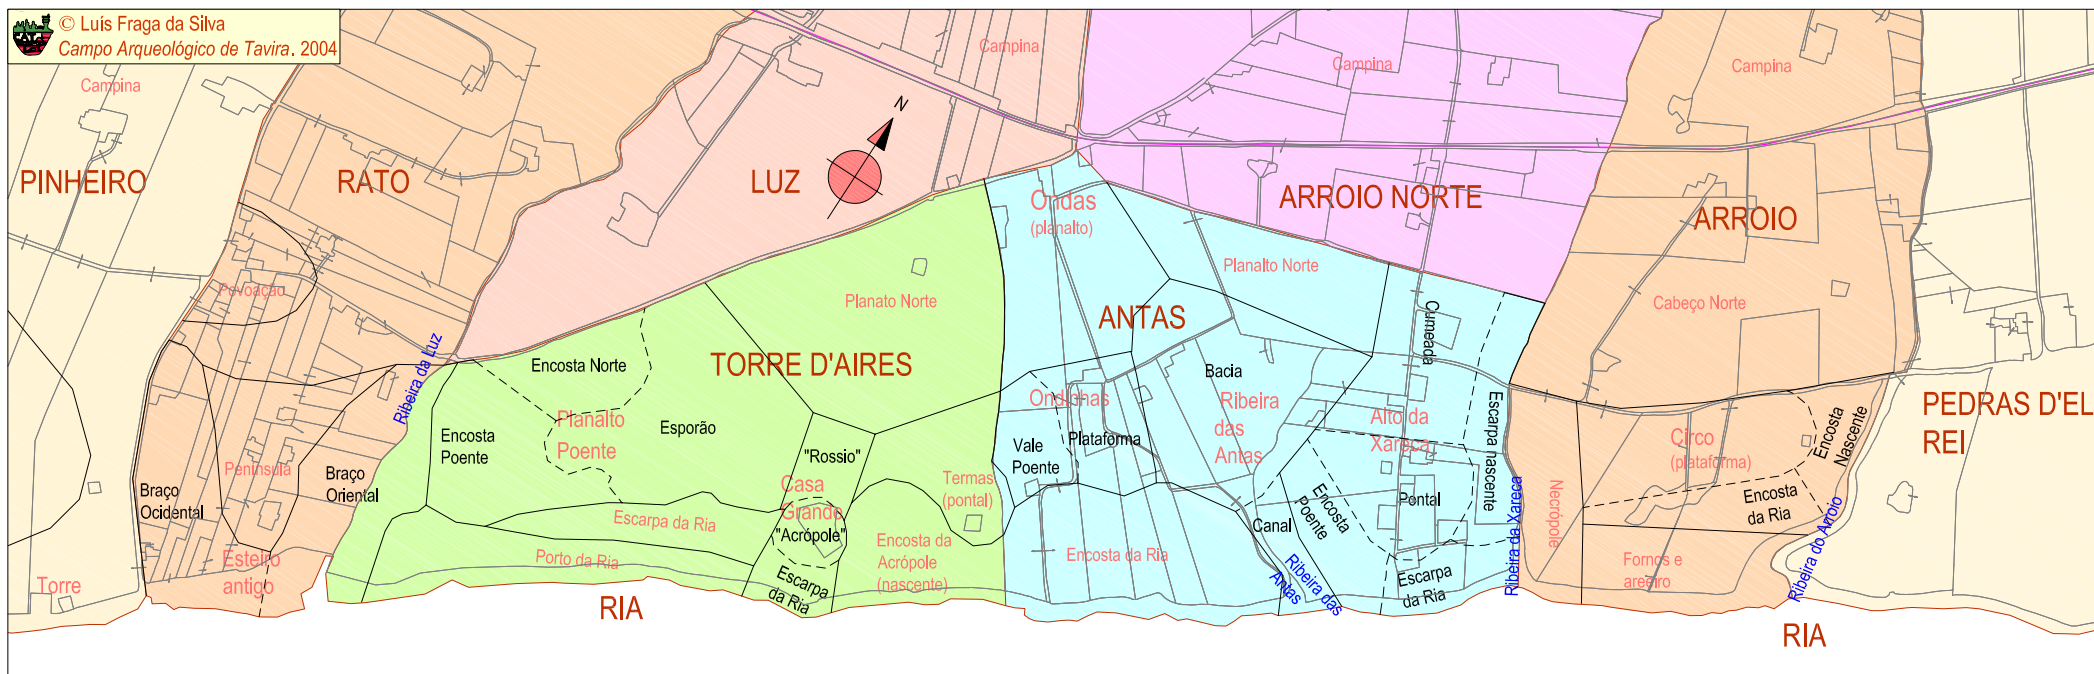 © Luís Fraga da Silva
Campo Arqueológico de Tavira. 2004
Campina
Campina
Campina
Campina
N
PINHEIRO
RATO
LUZ
ARROIO NORTE
ARROIO
Ondas
(planalto)
Povoação
Planato Norte
Planalto Norte
Cabeço Norte
Ribeira da Luz
Encosta Norte
TORRE D'AIRES
ANTAS
Cumeada
PEDRAS D'EL
REI
Planalto
Poente
Esporão
Encosta
Poente
Ondinhas
Bacia
Ribeira
das
Antas
Alto da
Xareca
Escarpa nascente
Circo
(plataforma)
Encosta
Nascente
Península
Braço
Oriental
Braço
Ocidental
"Rossio"
Casa
Grande
"Acrópole"
Termas
(pontal)
Vale
Poente
Plataforma
Encosta
Poente
Pontal
Necrópole
Encosta
da Ria
Escarpa da Ria
Porto da Ria
Encosta da
Acrópole
(nascente)
Encosta da Ria
Canal
Ribeira das
Antas
Escarpa
da Ria
Escarpa
da Ria
Ribeira da Xareca
Fornos e
areeiro
Ribeira do Arroio
Torre
Esteiro
antigo
RIA
RIA